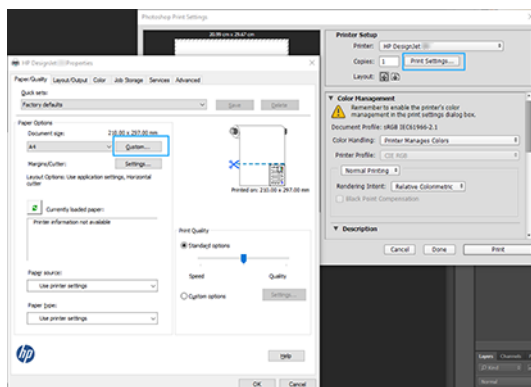 Photoshop Print Settings
20.99 cm x 29.67 cm
Printer Setup
Printer: HP DesignJet
Copies: 1 Print Settings...
Layout:
Color Management
Remember to enable the printer's color
management in the print settings dialog box.
Document Profile: sRGB IEC61966-2.1
Color Handling: Printer Manages Colors
Printer Profile: CIE RGB
Normal Printing
Rendering Intent: Relative Colorimetric
Black Point Compensation
Description
Cancel Done Print
HP DesignJet Properties
Paper/Quality Layout/Output Color Job Storage Services Advanced
Quick sets:
Factory defaults Save Delete
Paper Options
Document size: 210.00 x 297.00 mm
A4 Custom...
Margins/Cutter: Settings...
Layout Options: Use application settings, Horizontal
cutter
Currently loaded paper:
Printer information not available
Paper source:
Use printer settings
Paper type:
Use printer settings
Printed on: 210.00 x 297.00 mm
Print Quality
Standard options
Speed Quality
Custom options Settings...
hp
Help
OK Cancel
Layers Channels
Kind
Normal